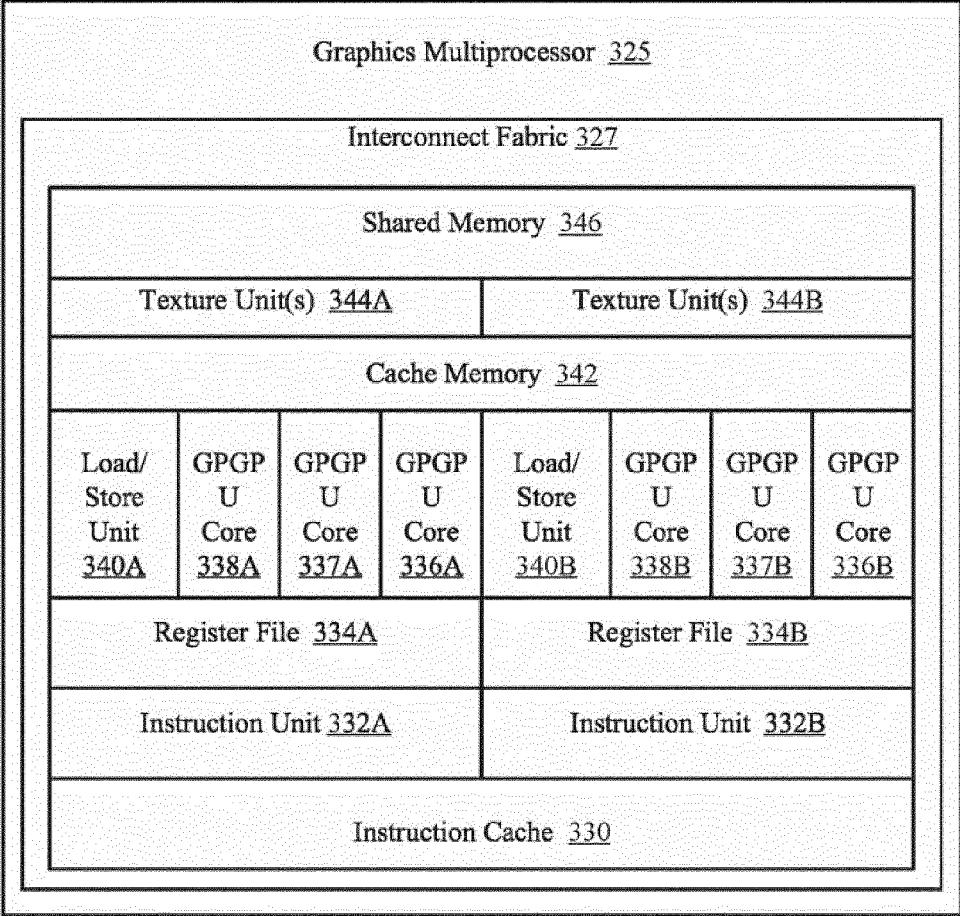 Graphics Multiprocessor 325
Interconnect Fabric 327
Shared Memory 346
Texture Unit(s) 344A
Texture Unit(s) 344B
Cache Memory 342
Load/
Store
Unit
340A
GPGP
U
Core
338A
GPGP
U
Core
337A
GPGP
U
Core
336A
Load/
Store
Unit
340B
GPGP
U
Core
338B
GPGP
U
Core
337B
GPGP
U
Core
336B
Register File 334A
Register File 334B
Instruction Unit 332A
Instruction Unit 332B
Instruction Cache 330